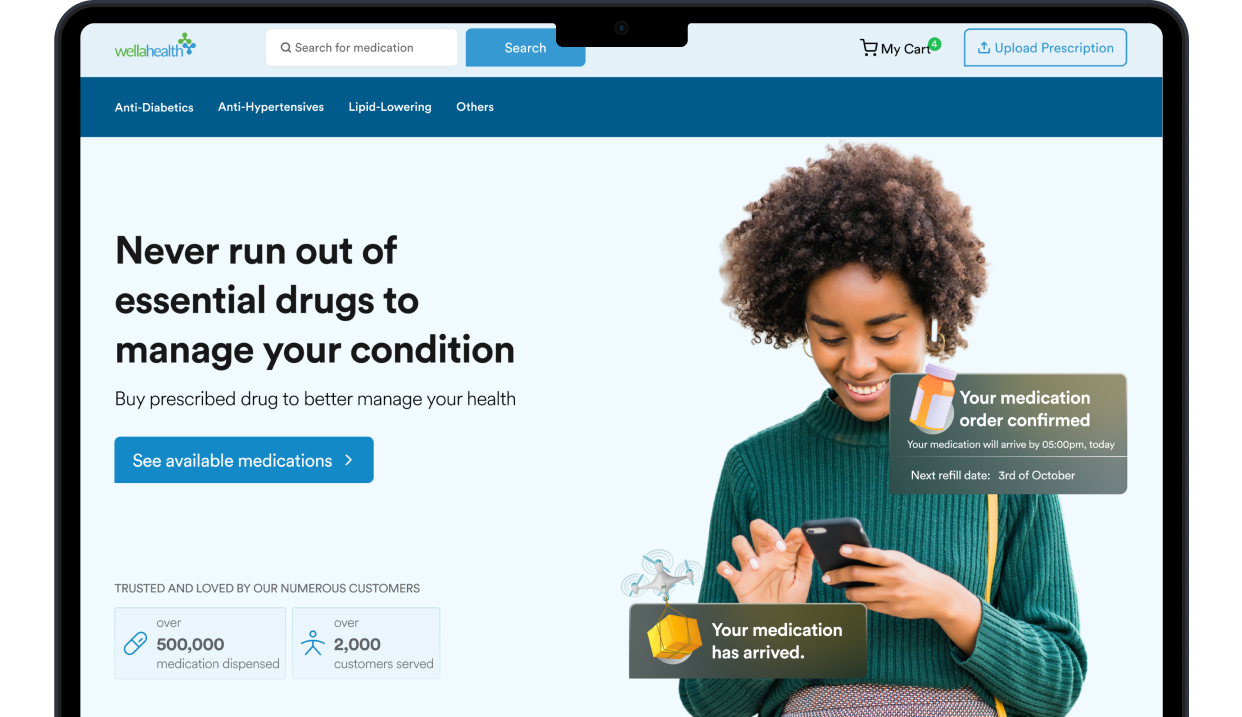 wellahealth
Search for medication
Search
My Cart
4
Upload Prescription
Anti-Diabetics
Anti-Hypertensives
Lipid-Lowering
Others
Never run out of
essential drugs to
manage your condition
Buy prescribed drug to better manage your health
See available medications
Your medication
order confirmed
Your medication will arrive by 05:00pm, today
Next refill date: 3rd of October
TRUSTED AND LOVED BY OUR NUMEROUS CUSTOMERS
over
500,000
medication dispensed
over
2,000
customers served
Your medication
has arrived.